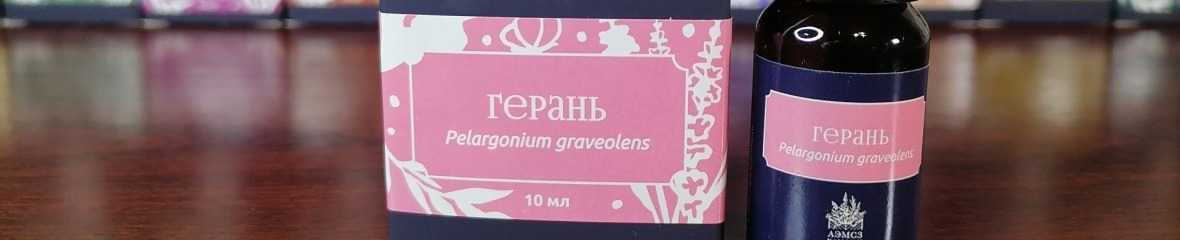 герань
Pelargonium graveolens
10 мл
герань
Pelargonium graveolens
АЭМСЗ